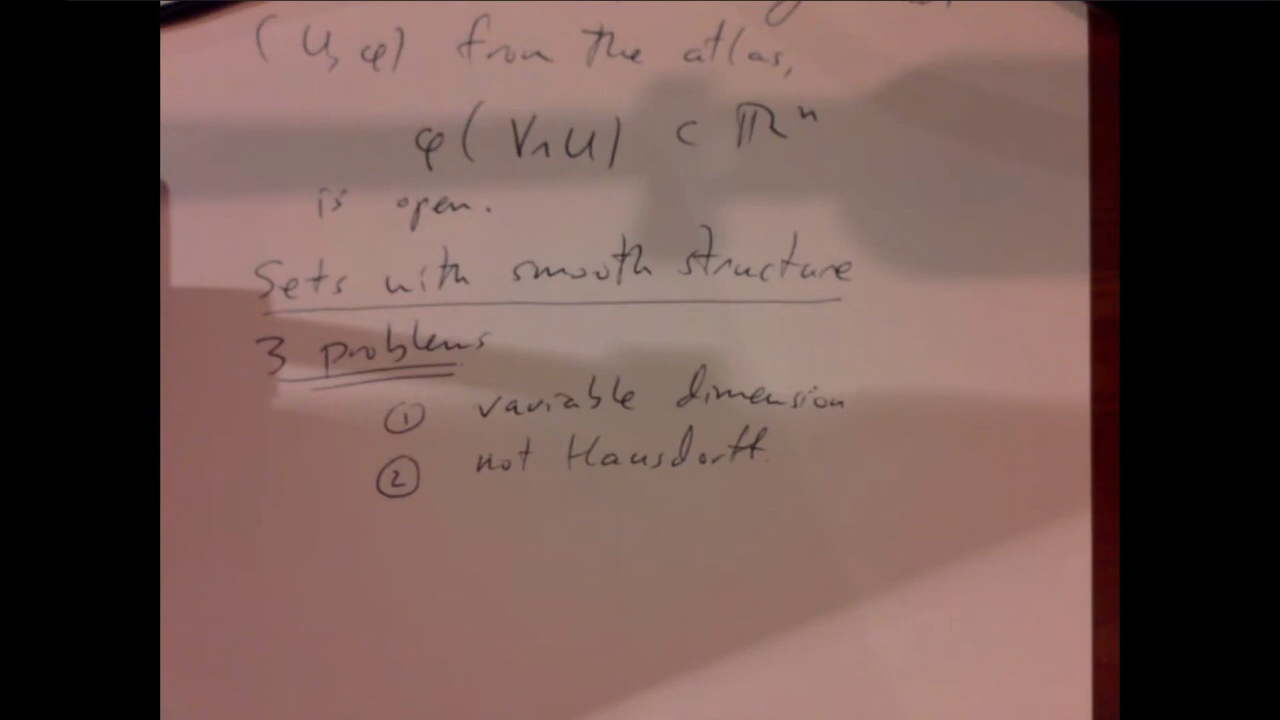 (U, φ) from the atlas,
φ(V∩U) ⊂ ℝⁿ
is open.
Sets with smooth structure
3 problems
① variable dimension
② not Hausdorff.